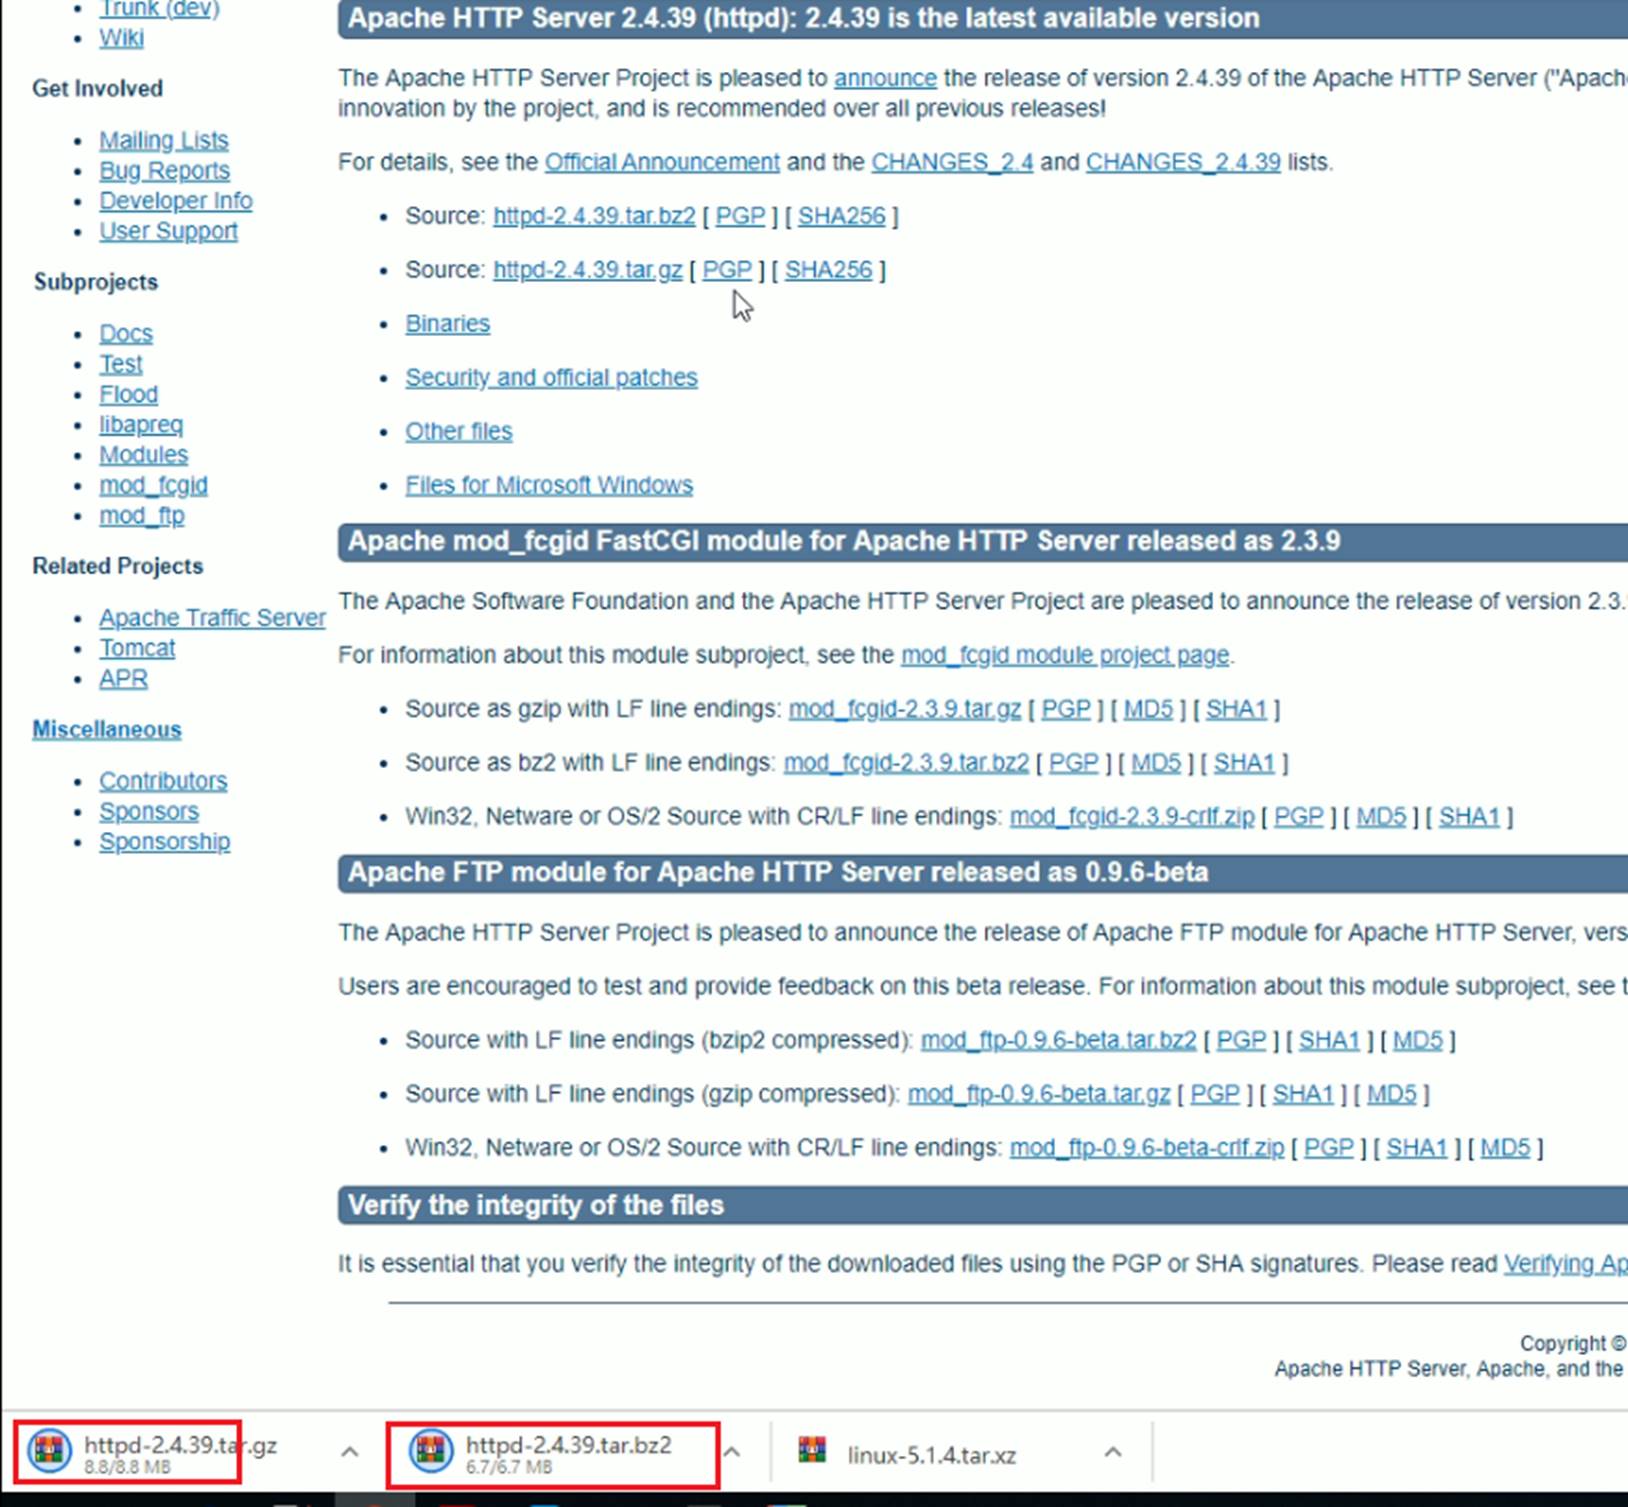 Trunk (dev)
Wiki
Get Involved
Mailing Lists
Bug Reports
Developer Info
User Support
Subprojects
Docs
Test
Flood
libapreq
Modules
mod_fcgid
mod_ftp
Related Projects
Apache Traffic Server
Tomcat
APR
Miscellaneous
Contributors
Sponsors
Sponsorship
Apache HTTP Server 2.4.39 (httpd): 2.4.39 is the latest available version
The Apache HTTP Server Project is pleased to announce the release of version 2.4.39 of the Apache HTTP Server ("Apach
innovation by the project, and is recommended over all previous releases!
For details, see the Official Announcement and the CHANGES_2.4 and CHANGES_2.4.39 lists.
Source: httpd-2.4.39.tar.bz2 [ PGP ] [ SHA256 ]
Source: httpd-2.4.39.tar.gz [ PGP ] [ SHA256 ]
Binaries
Security and official patches
Other files
Files for Microsoft Windows
Apache mod_fcgid FastCGI module for Apache HTTP Server released as 2.3.9
The Apache Software Foundation and the Apache HTTP Server Project are pleased to announce the release of version 2.3.
For information about this module subproject, see the mod_fcgid module project page.
Source as gzip with LF line endings: mod_fcgid-2.3.9.tar.gz [ PGP ] [ MD5 ] [ SHA1 ]
Source as bz2 with LF line endings: mod_fcgid-2.3.9.tar.bz2 [ PGP ] [ MD5 ] [ SHA1 ]
Win32, Netware or OS/2 Source with CR/LF line endings: mod_fcgid-2.3.9-crlf.zip [ PGP ] [ MD5 ] [ SHA1 ]
Apache FTP module for Apache HTTP Server released as 0.9.6-beta
The Apache HTTP Server Project is pleased to announce the release of Apache FTP module for Apache HTTP Server, vers
Users are encouraged to test and provide feedback on this beta release. For information about this module subproject, see t
Source with LF line endings (bzip2 compressed): mod_ftp-0.9.6-beta.tar.bz2 [ PGP ] [ SHA1 ] [ MD5 ]
Source with LF line endings (gzip compressed): mod_ftp-0.9.6-beta.tar.gz [ PGP ] [ SHA1 ] [ MD5 ]
Win32, Netware or OS/2 Source with CR/LF line endings: mod_ftp-0.9.6-beta-crlf.zip [ PGP ] [ SHA1 ] [ MD5 ]
Verify the integrity of the files
It is essential that you verify the integrity of the downloaded files using the PGP or SHA signatures. Please read Verifying Ap
Copyright ©
Apache HTTP Server, Apache, and the
httpd-2.4.39.tar.gz
8.8/8.8 MB
httpd-2.4.39.tar.bz2
6.7/6.7 MB
linux-5.1.4.tar.xz